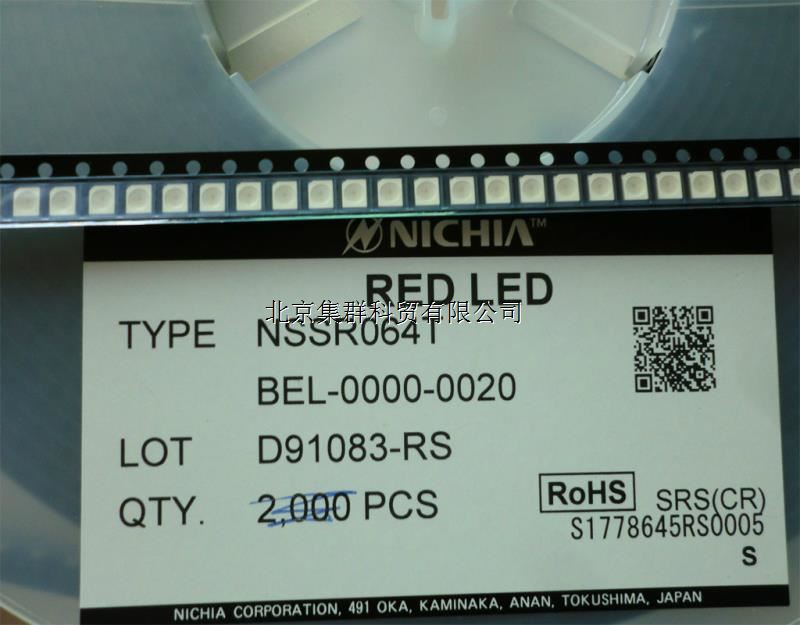 NICHIA™
RED LED
北京集群科贸有限公司
TYPE NSSR064T
BEL-0000-0020
LOT D91083-RS
QTY. 2,000 PCS
RoHS SRS(CR)
S1778645RS0005
S
NICHIA CORPORATION, 491 OKA, KAMINAKA, ANAN, TOKUSHIMA, JAPAN